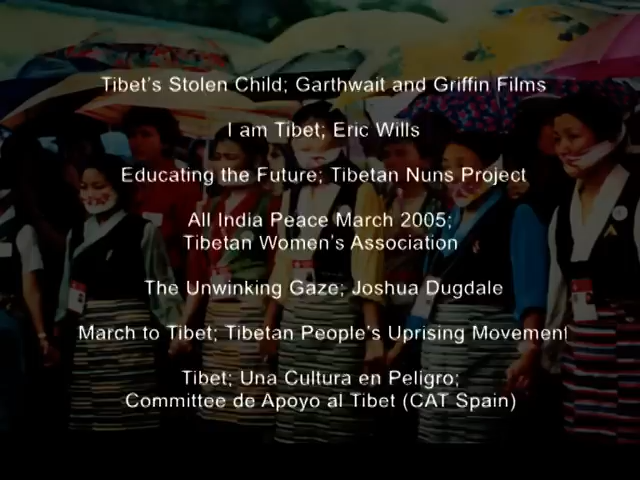 Tibet's Stolen Child; Garthwait and Griffin Films
I am Tibet; Eric Wills
Educating the Future; Tibetan Nuns Project
All India Peace March 2005;
Tibetan Women's Association
The Unwinking Gaze; Joshua Dugdale
March to Tibet; Tibetan People's Uprising Movement
Tibet; Una Cultura en Peligro;
Committee de Apoyo al Tibet (CAT Spain)